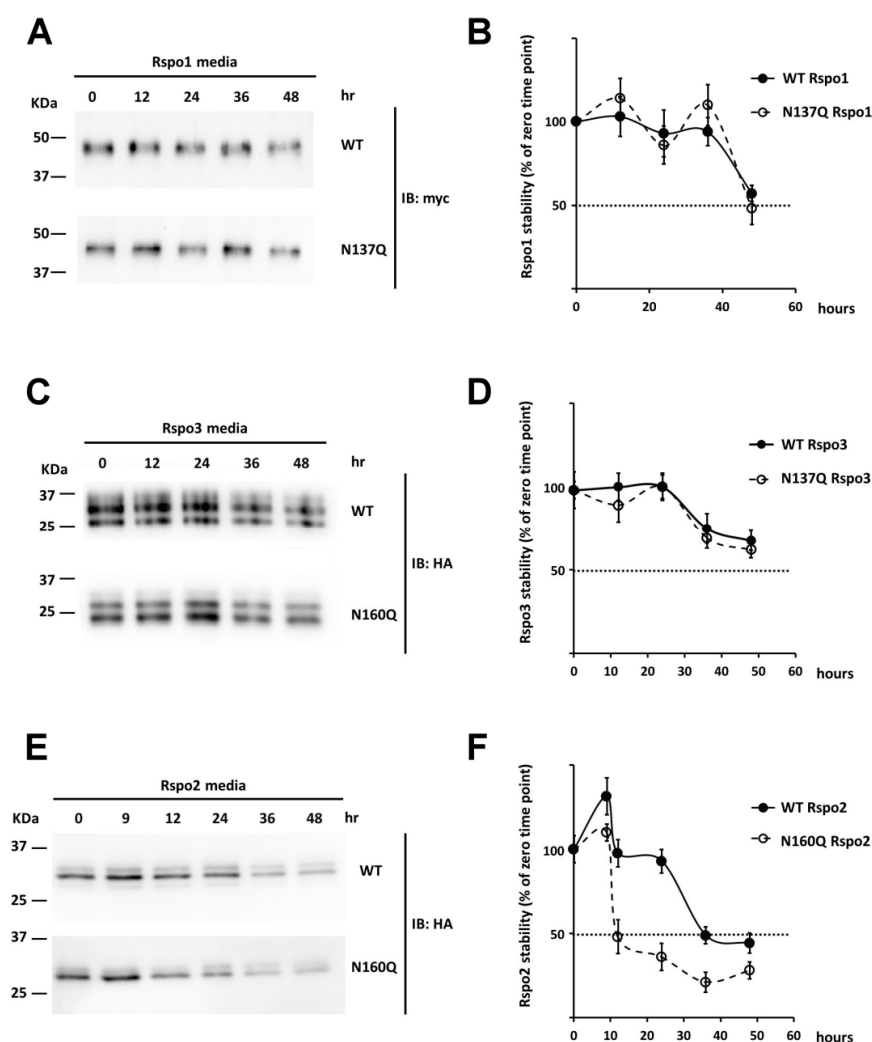 A
Rspo1 media
KDa 0 12 24 36 48 hr
50
WT
37
IB: myc
50
N137Q
37
B
Rspo1 stability (% of zero time point)
WT Rspo1
N137Q Rspo1
100
50
0 20 40 60 hours
C
Rspo3 media
KDa 0 12 24 36 48 hr
37
WT
25
IB: HA
37
25
N160Q
D
Rspo3 stability (% of zero time point)
WT Rspo3
N137Q Rspo3
100
50
0 10 20 30 40 50 60 hours
E
Rspo2 media
KDa 0 9 12 24 36 48 hr
37
WT
25
IB: HA
37
N160Q
25
F
Rspo2 stability (% of zero time point)
WT Rspo2
N160Q Rspo2
100
50
0 10 20 30 40 50 60 hours